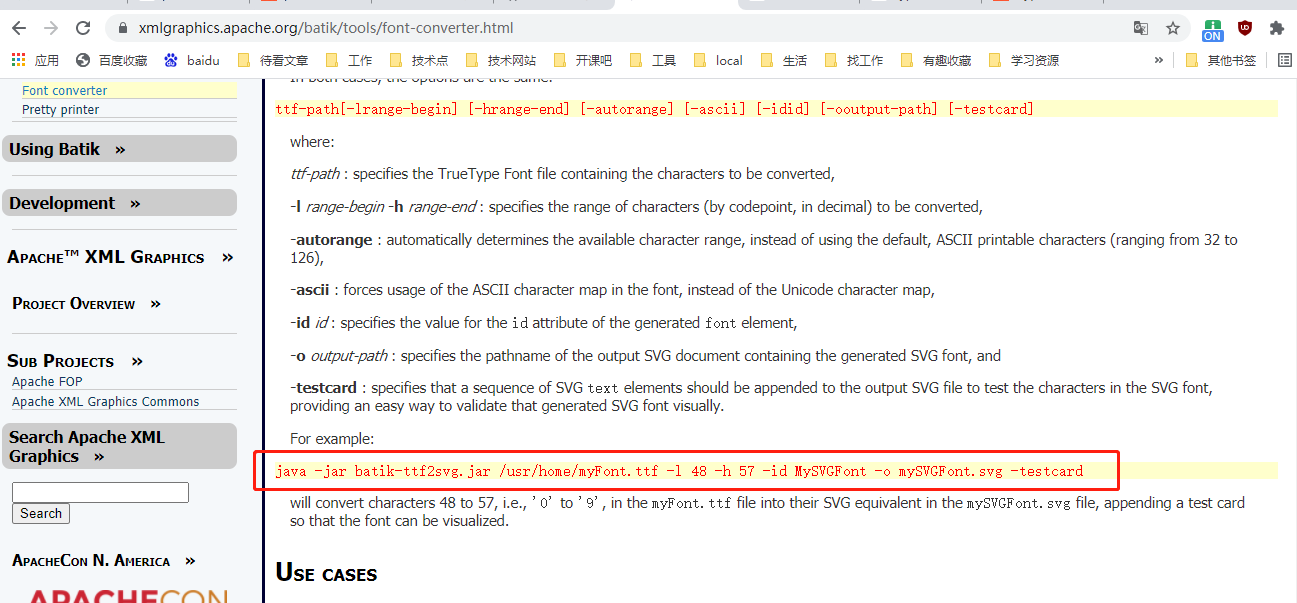 xmlgraphics.apache.org/batik/tools/font-converter.html
ON
应用 百度收藏 baidu 待看文章 工作 技术点 技术网站 开课吧 工具 local 生活 找工作 有趣收藏 学习资源 » 其他书签
In both cases, the options are the same:
Font converter
Pretty printer
ttf-path[-lrange-begin] [-hrange-end] [-autorange] [-ascii] [-idid] [-ooutput-path] [-testcard]
where:
Using Batik »
ttf-path : specifies the TrueType Font file containing the characters to be converted,
Development »
-l range-begin -h range-end : specifies the range of characters (by codepoint, in decimal) to be converted,
-autorange : automatically determines the available character range, instead of using the default, ASCII printable characters (ranging from 32 to
126),
Apache™ XML Graphics »
-ascii : forces usage of the ASCII character map in the font, instead of the Unicode character map,
Project Overview »
-id id : specifies the value for the id attribute of the generated font element,
-o output-path : specifies the pathname of the output SVG document containing the generated SVG font, and
Sub Projects »
Apache FOP
Apache XML Graphics Commons
-testcard : specifies that a sequence of SVG text elements should be appended to the output SVG file to test the characters in the SVG font,
providing an easy way to validate that generated SVG font visually.
Search Apache XML
Graphics »
For example:
java -jar batik-ttf2svg.jar /usr/home/myFont.ttf -l 48 -h 57 -id MySVGFont -o mySVGFont.svg -testcard
Search
will convert characters 48 to 57, i.e., '0' to '9', in the myFont.ttf file into their SVG equivalent in the mySVGFont.svg file, appending a test card
so that the font can be visualized.
ApacheCon N. America »
Use cases
APACHECON